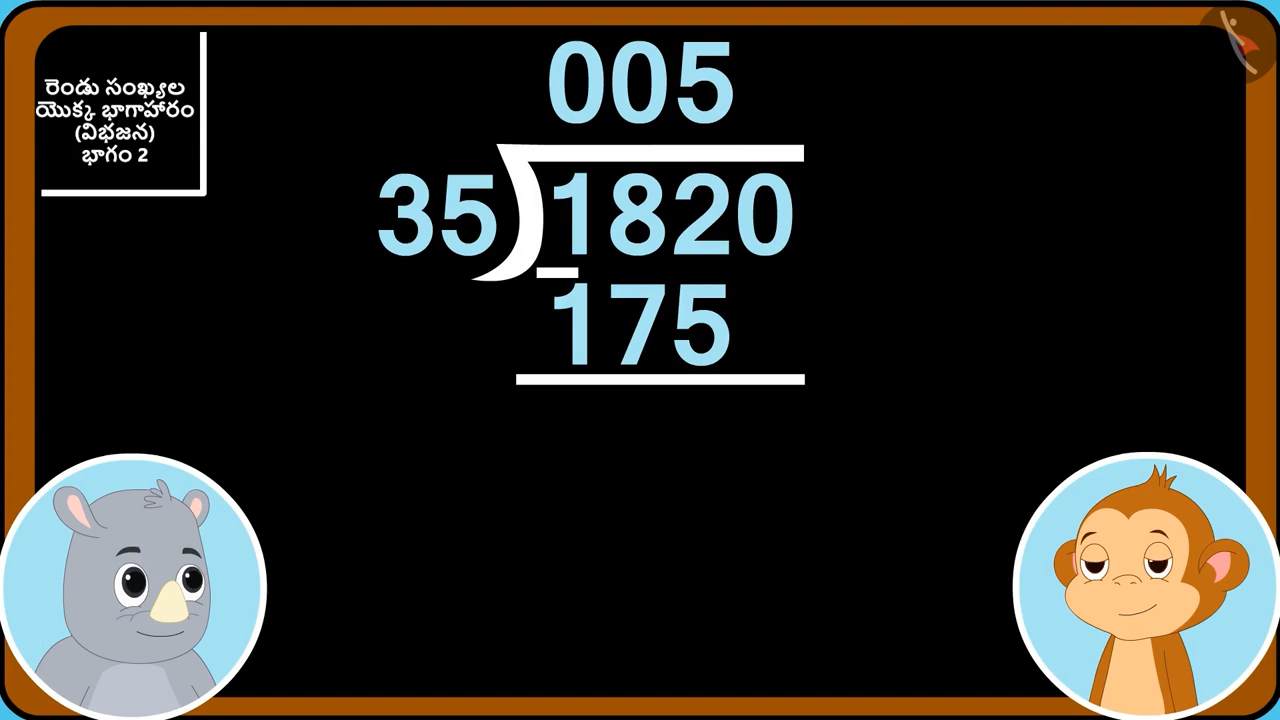 రెండు సంఖ్యల
యొక్క భాగాహారం
(విభజన)
భాగం 2
005
35)1820
-175